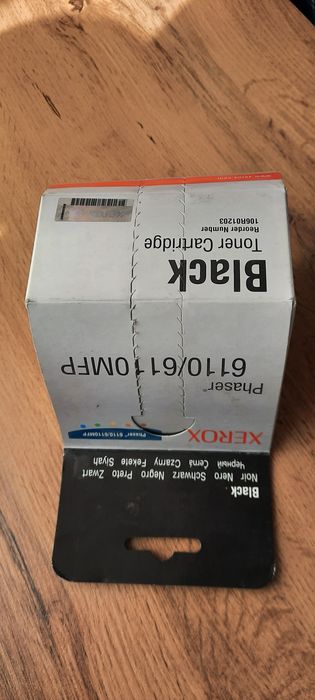 Black
Noir Nero Schwarz Negro Preto Zwart
Черный Černá Czarny Fekete Siyah
XEROX
Phaser 6110/6110MFP
Phaser™
6110/6110MFP
Black
Toner Cartridge
Reorder Number
106R01203